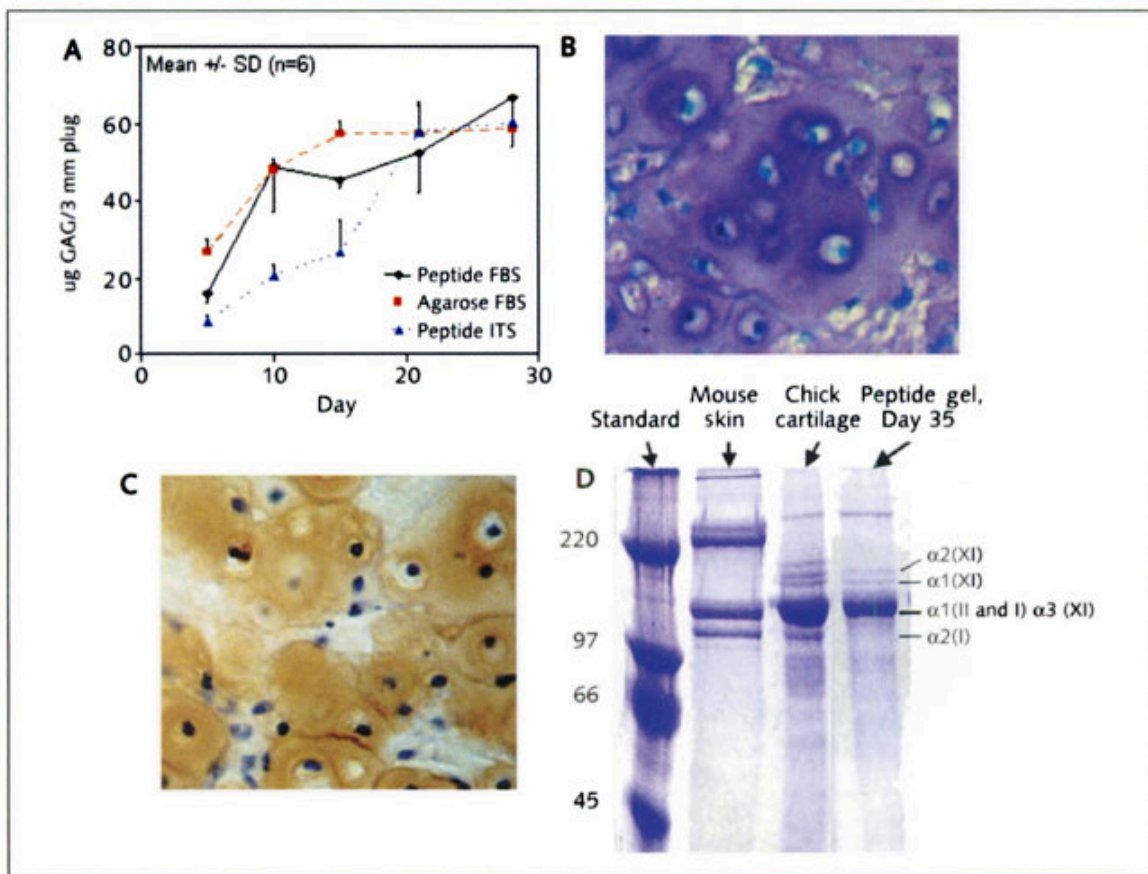 A
80
Mean +/- SD (n=6)
60
40
20
0
ug GAG/3 mm plug
Peptide FBS
Agarose FBS
Peptide ITS
0
10
20
30
Day
B
C
Standard
Mouse skin
Chick cartilage
Peptide gel, Day 35
D
220
97
66
45
α2(XI)
α1(XI)
α1(II and I) α3 (XI)
α2(I)